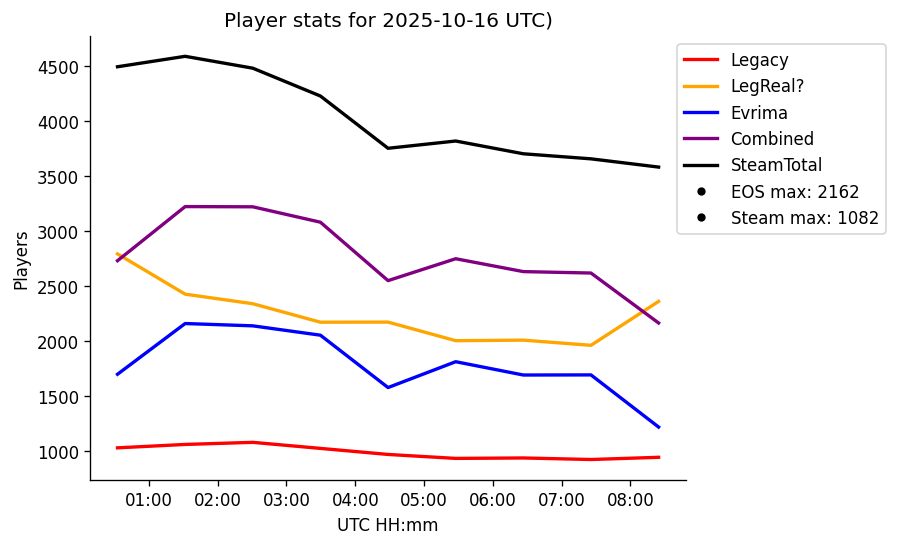 Player stats for 2025-10-16 UTC)
4500
4000
3500
3000
2500
2000
1500
1000
Players
01:00 02:00 03:00 04:00 05:00 06:00 07:00 08:00
UTC HH:mm
Legacy
LegReal?
Evrima
Combined
SteamTotal
EOS max: 2162
Steam max: 1082